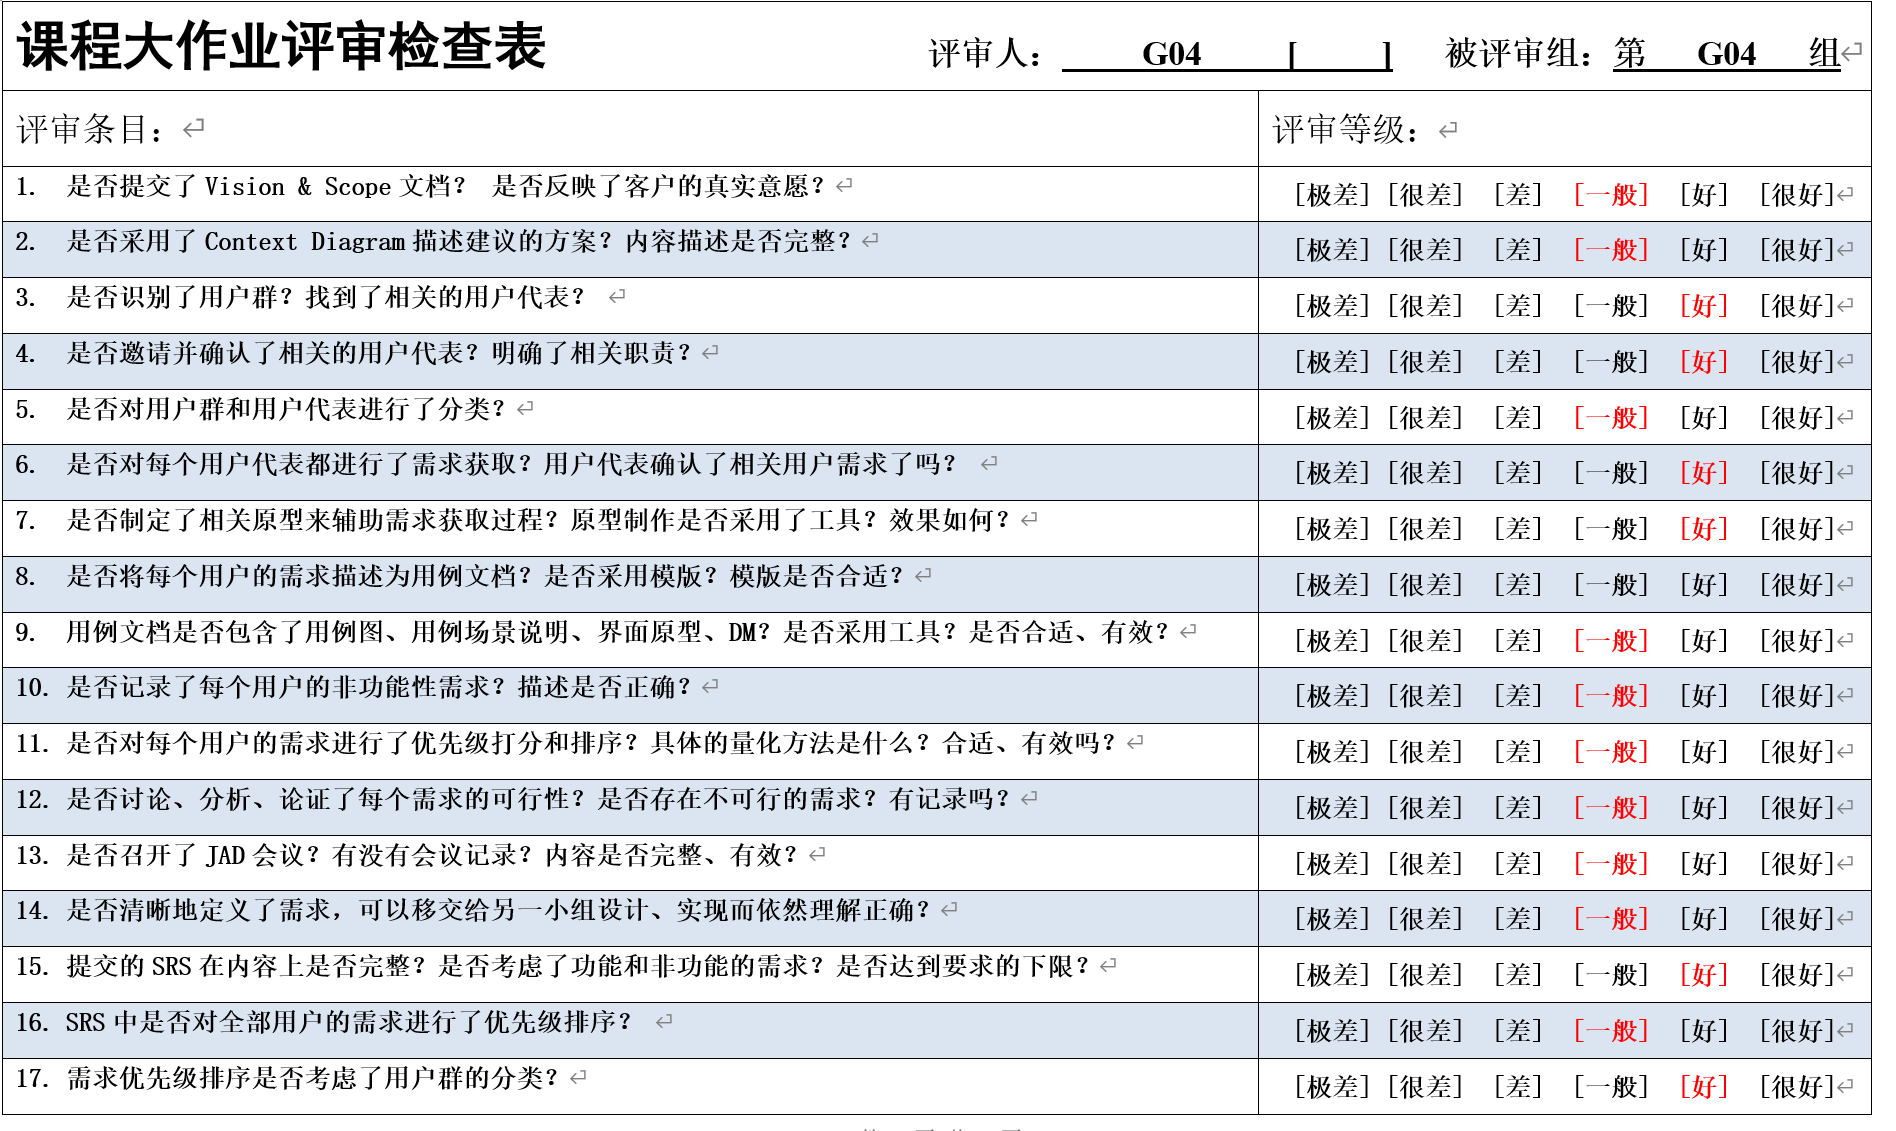 课程大作业评审检查表 评审人: G04 [ ] 被评审组: 第 G04 组
评审条目: 评审等级:
1. 是否提交了 Vision & Scope 文档? 是否反映了客户的真实意愿? [极差] [很差] [差] [一般] [好] [很好]
2. 是否采用了 Context Diagram 描述建议的方案? 内容描述是否完整? [极差] [很差] [差] [一般] [好] [很好]
3. 是否识别了用户群? 找到了相关的用户代表? [极差] [很差] [差] [一般] [好] [很好]
4. 是否邀请并确认了相关的用户代表? 明确了相关职责? [极差] [很差] [差] [一般] [好] [很好]
5. 是否对用户群和用户代表进行了分类? [极差] [很差] [差] [一般] [好] [很好]
6. 是否对每个用户代表都进行了需求获取? 用户代表确认了相关用户需求了吗? [极差] [很差] [差] [一般] [好] [很好]
7. 是否制定了相关原型来辅助需求获取过程? 原型制作是否采用了工具? 效果如何? [极差] [很差] [差] [一般] [好] [很好]
8. 是否将每个用户的需求描述为用例文档? 是否采用模版? 模版是否合适? [极差] [很差] [差] [一般] [好] [很好]
9. 用例文档是否包含了用例图、用例场景说明、界面原型、DM? 是否采用工具? 是否合适、有效? [极差] [很差] [差] [一般] [好] [很好]
10. 是否记录了每个用户的非功能性需求? 描述是否正确? [极差] [很差] [差] [一般] [好] [很好]
11. 是否对每个用户的需求进行了优先级打分和排序? 具体的量化方法是什么? 合适、有效吗? [极差] [很差] [差] [一般] [好] [很好]
12. 是否讨论、分析、论证了每个需求的可行性? 是否存在不可行的需求? 有记录吗? [极差] [很差] [差] [一般] [好] [很好]
13. 是否召开了 JAD 会议? 有没有会议记录? 内容是否完整、有效? [极差] [很差] [差] [一般] [好] [很好]
14. 是否清晰地定义了需求, 可以移交给另一小组设计、实现而依然理解正确? [极差] [很差] [差] [一般] [好] [很好]
15. 提交的 SRS 在内容上是否完整? 是否考虑了功能和非功能的需求? 是否达到要求的下限? [极差] [很差] [差] [一般] [好] [很好]
16. SRS 中是否对全部用户的需求进行了优先级排序? [极差] [很差] [差] [一般] [好] [很好]
17. 需求优先级排序是否考虑了用户群的分类? [极差] [很差] [差] [一般] [好] [很好]